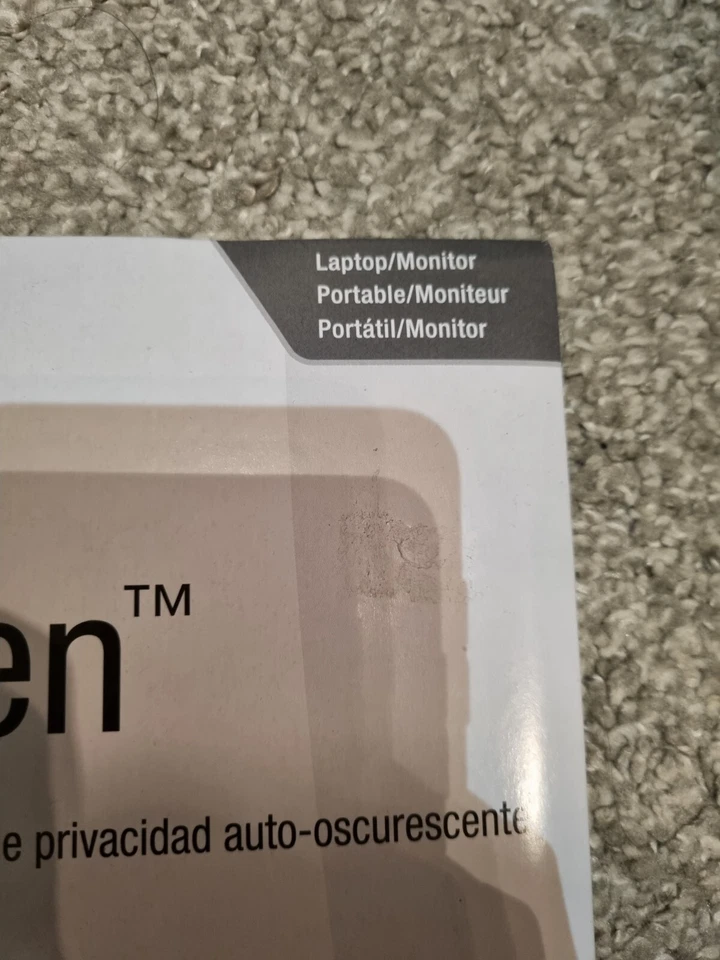 Laptop/Monitor
Portable/Moniteur
Portátil/Monitor
en™
e privacidad auto-oscurescente